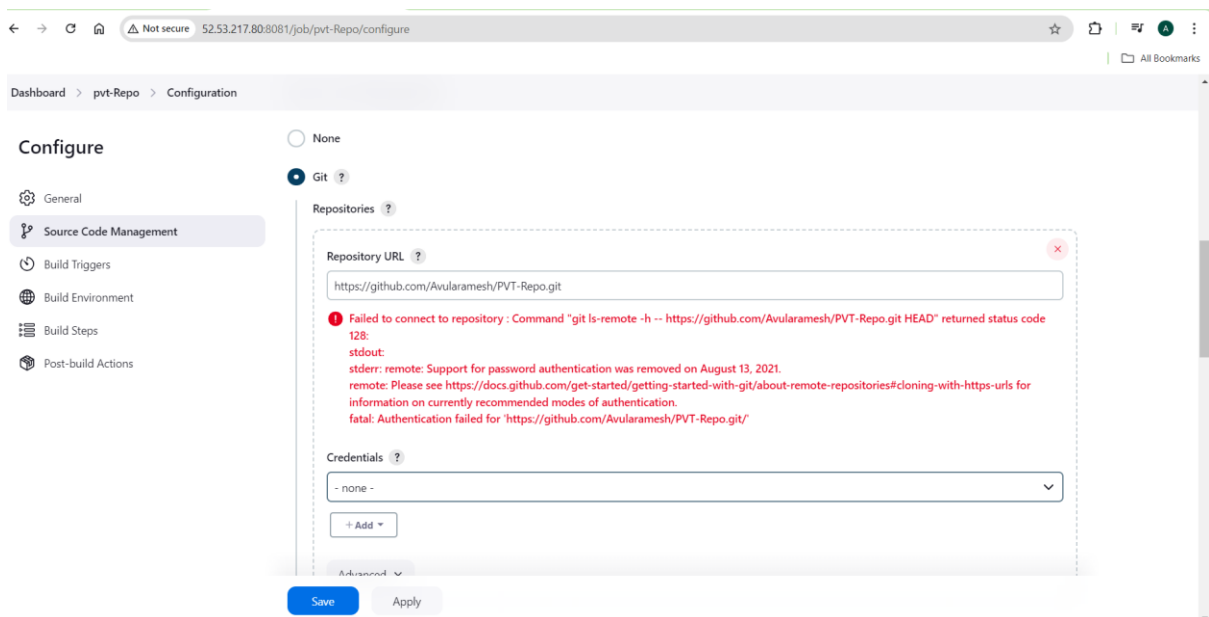 Not secure 52.53.217.80:8081/job/pvt-Repo/configure
A
All Bookmarks
Dashboard > pvt-Repo > Configuration
Configure
General
Source Code Management
Build Triggers
Build Environment
Build Steps
Post-build Actions
None
Git ?
Repositories ?
Repository URL ?
https://github.com/Avularamesh/PVT-Repo.git
Failed to connect to repository : Command "git ls-remote -h -- https://github.com/Avularamesh/PVT-Repo.git HEAD" returned status code
128:
stdout:
stderr: remote: Support for password authentication was removed on August 13, 2021.
remote: Please see https://docs.github.com/get-started/getting-started-with-git/about-remote-repositories#cloning-with-https-urls for
information on currently recommended modes of authentication.
fatal: Authentication failed for 'https://github.com/Avularamesh/PVT-Repo.git/'
Credentials ?
- none -
+ Add
Advanced
Save
Apply